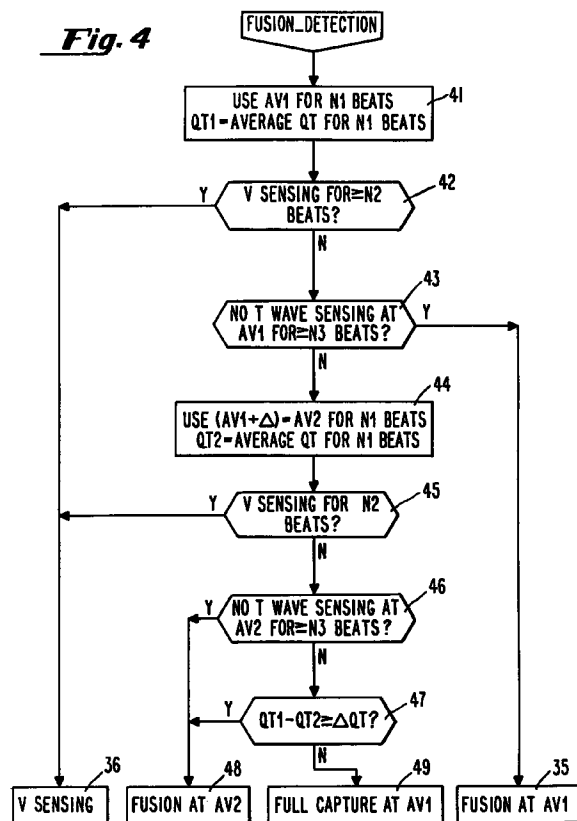 Fig. 4
FUSION_DETECTION
41
USE AV1 FOR N1 BEATS
QT1=AVERAGE QT FOR N1 BEATS
42
Y
V SENSING FOR≥N2
BEATS?
N
43
NO T WAVE SENSING AT
AV1 FOR≥N3 BEATS?
Y
N
44
USE (AV1+Δ)=AV2 FOR N1 BEATS
QT2=AVERAGE QT FOR N1 BEATS
45
Y
V SENSING FOR N2
BEATS?
N
46
Y
NO T WAVE SENSING AT
AV2 FOR≥N3 BEATS?
N
47
Y
QT1-QT2≥ΔQT?
N
36
48
49
35
V SENSING
FUSION AT AV2
FULL CAPTURE AT AV1
FUSION AT AV1